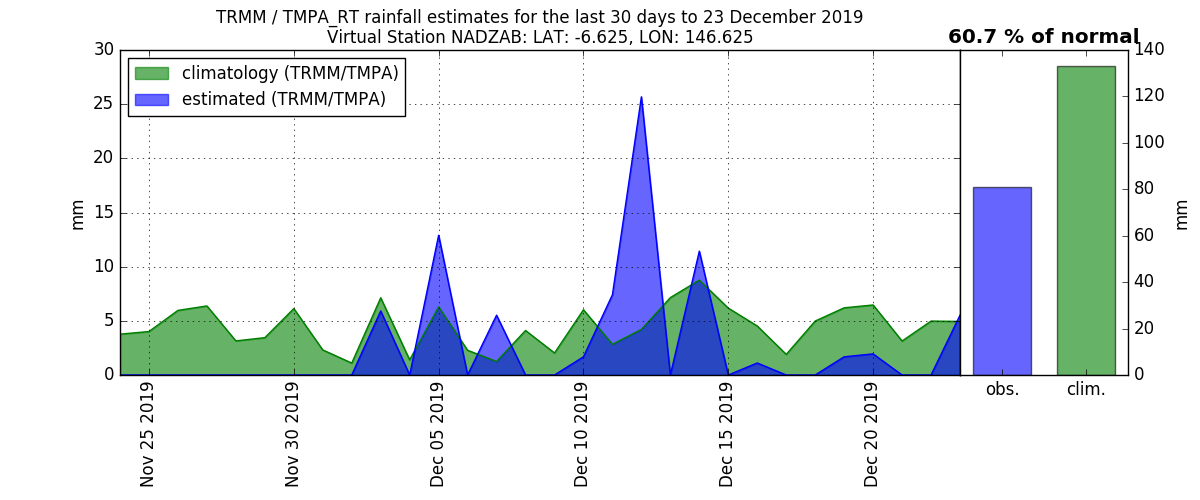 TRMM / TMPA_RT rainfall estimates for the last 30 days to 23 December 2019
Virtual Station NADZAB: LAT: -6.625, LON: 146.625
60.7 % of normal
climatology (TRMM/TMPA)
estimated (TRMM/TMPA)
30
25
20
15
10
5
0
mm
Nov 25 2019
Nov 30 2019
Dec 05 2019
Dec 10 2019
Dec 15 2019
Dec 20 2019
140
120
100
80
60
40
20
0
mm
obs.
clim.